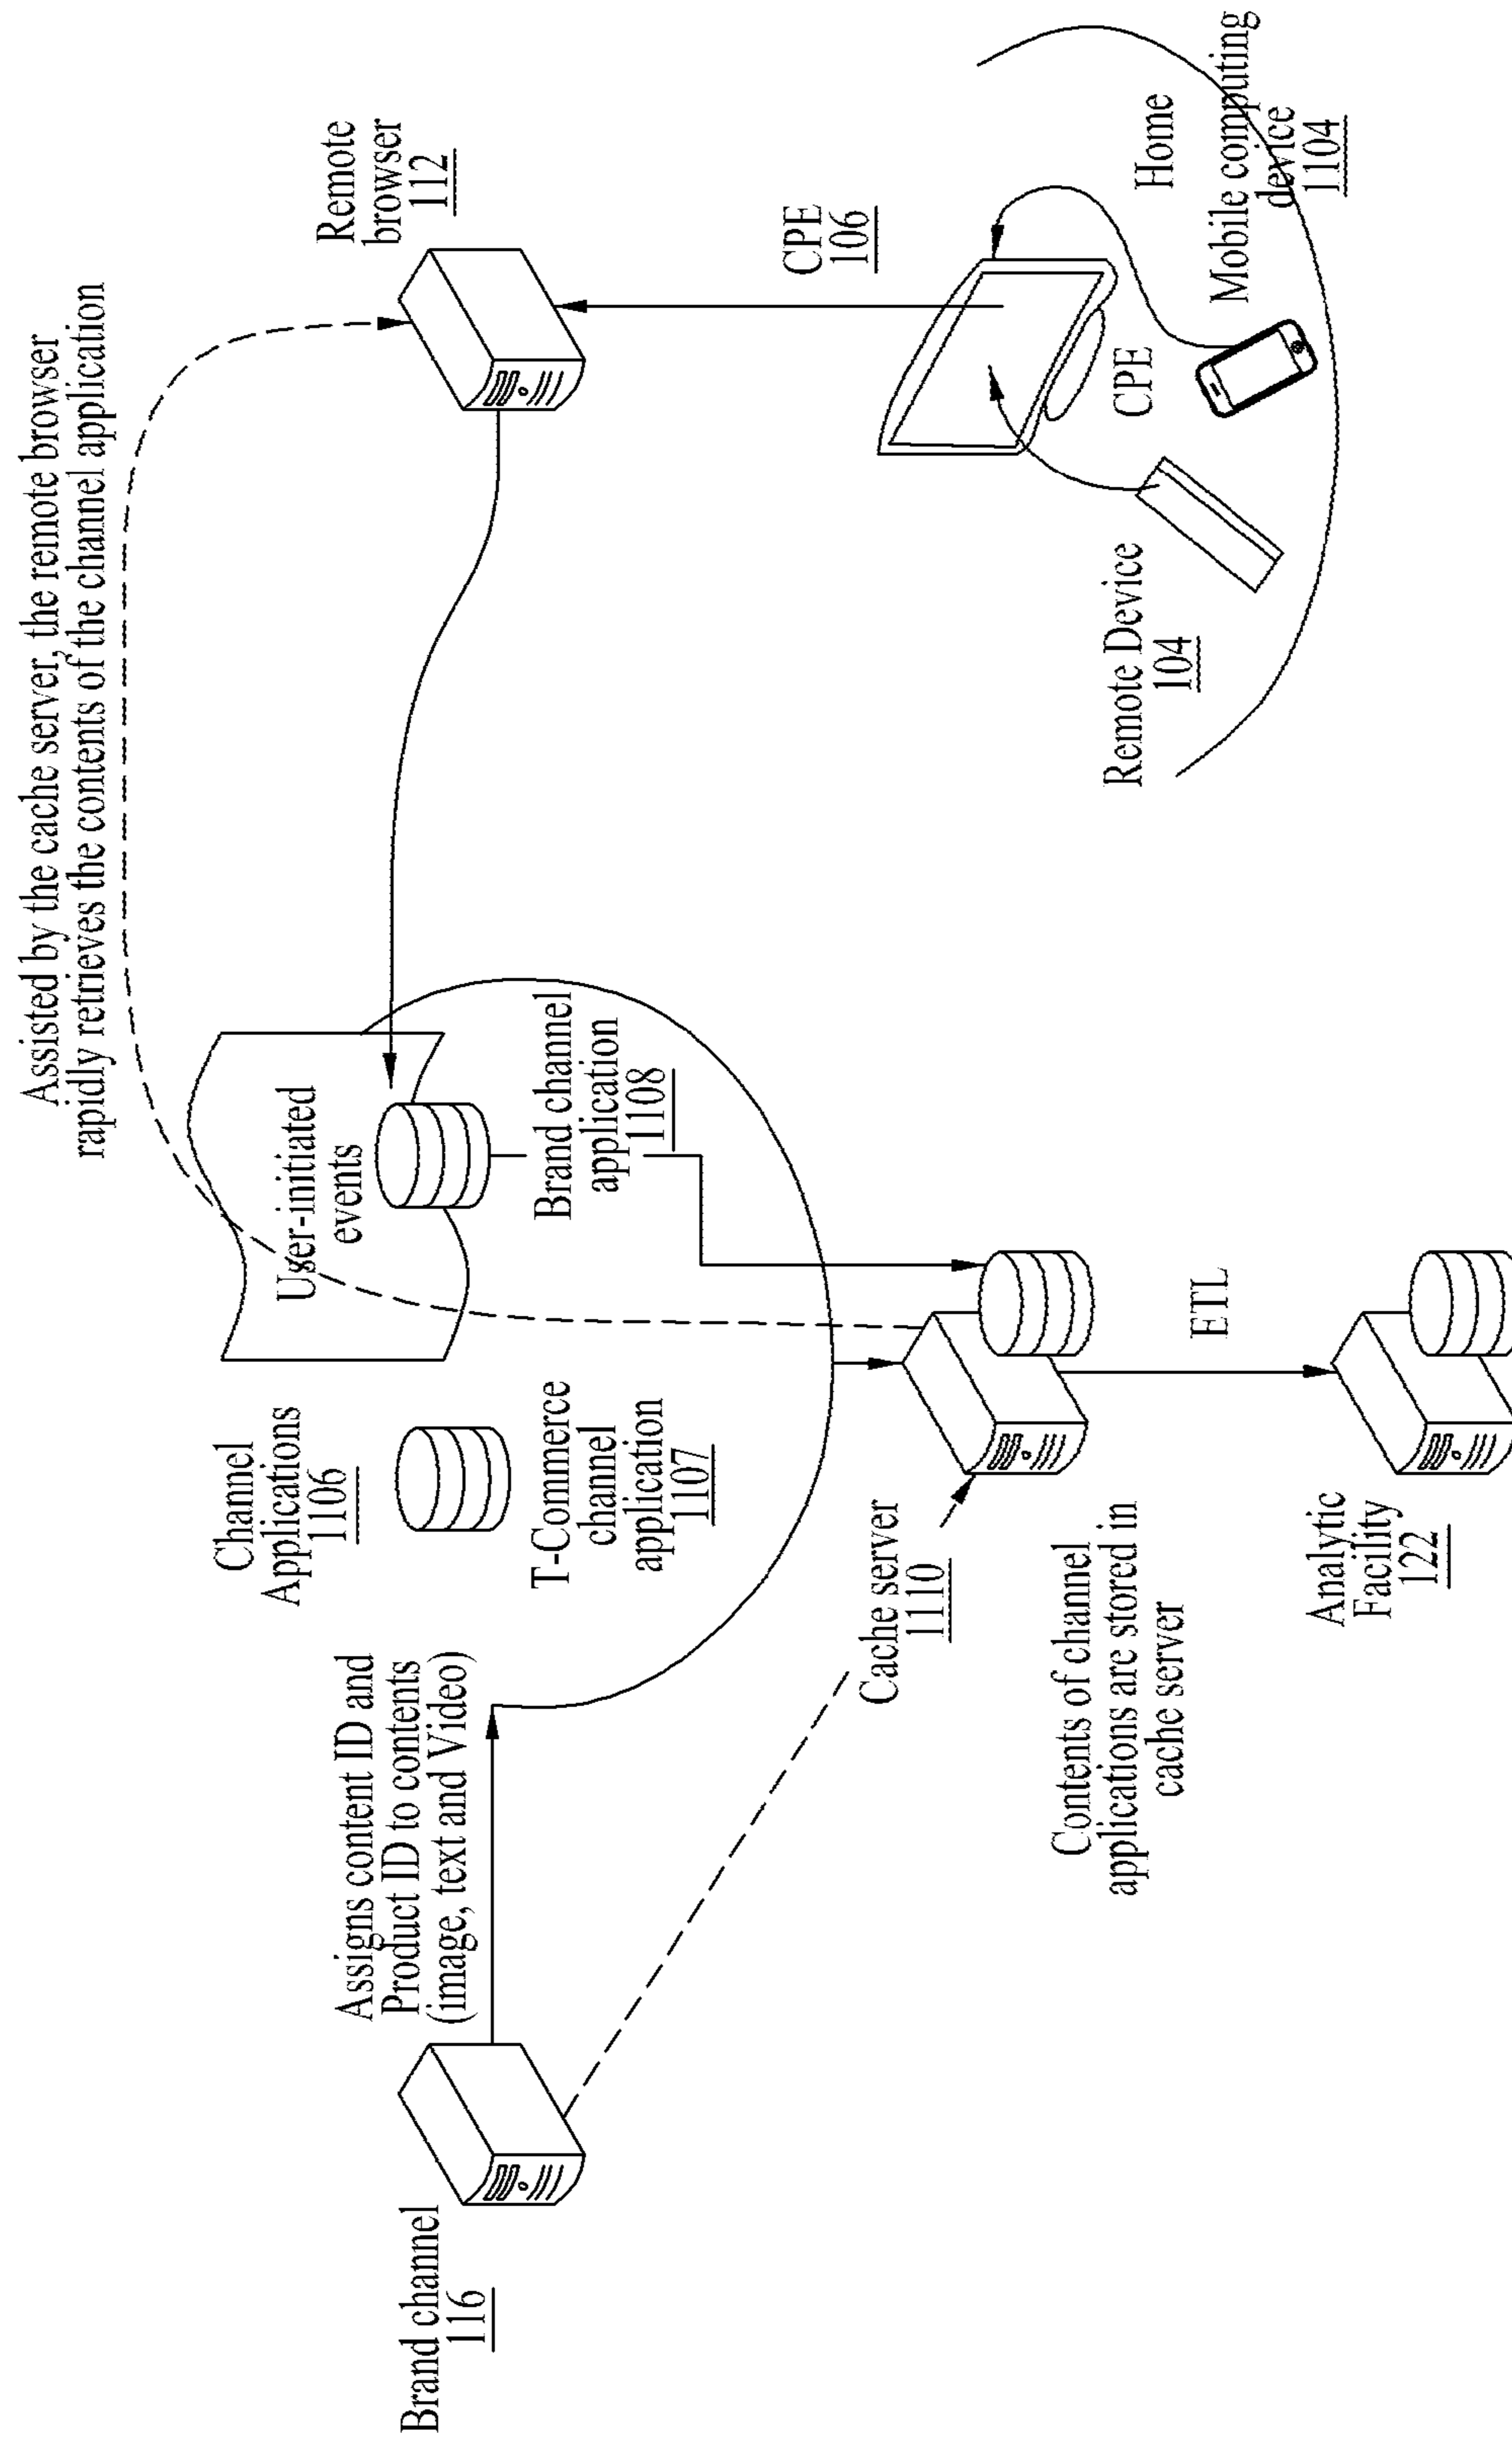 Assisted by the cache server, the remote browser
rapidly retrieves the contents of the channel application
Brand channel
116
Assigns content ID and
Product ID to contents
(image, text and Video)
Channel
Applications
1106
T-Commerce
channel
application
1107
User-initiated
events
Brand channel
application
1108
Remote
browser
112
Cache server
1110
Contents of channel
applications are stored in
cache server
ETL
Analytic
Facility
122
CPE
106
CPE
Remote Device
104
Home
Mobile computing
device
1104